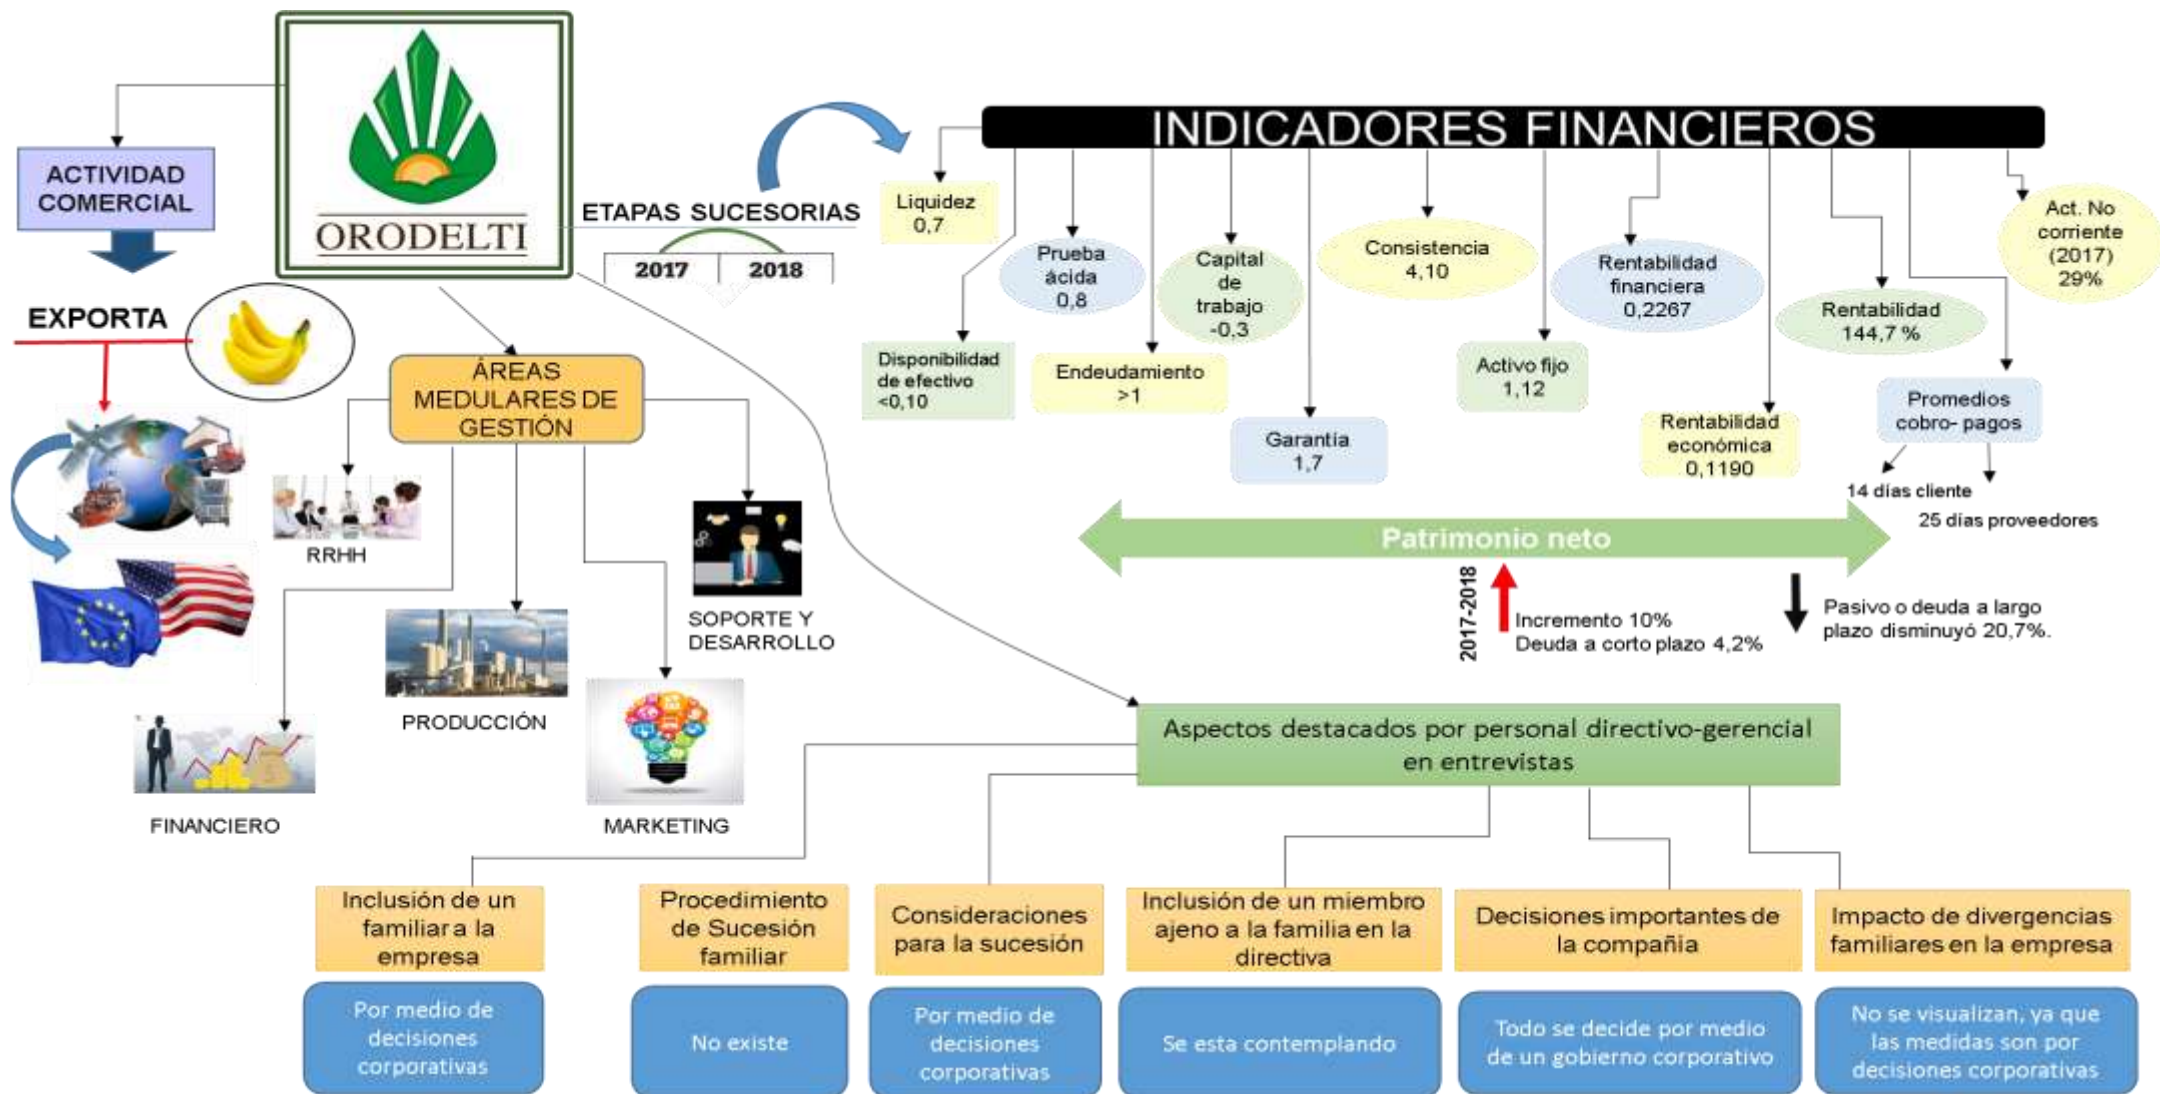 ORODELTI
ACTIVIDAD
COMERCIAL
EXPORTA
ETAPAS SUCESORIAS
2017
2018
ÁREAS
MEDULARES DE
GESTIÓN
RRHH
SOPORTE Y
DESARROLLO
PRODUCCIÓN
FINANCIERO
MARKETING
INDICADORES FINANCIEROS
Liquidez
0,7
Disponibilidad
de efectivo
<0,10
Prueba
ácida
0,8
Endeudamiento
>1
Capital
de
trabajo
-0,3
Garantía
1,7
Consistencia
4,10
Activo fijo
1,12
Rentabilidad
financiera
0,2267
Rentabilidad
económica
0,1190
Rentabilidad
144,7 %
Promedios
cobro- pagos
14 días cliente
25 días proveedores
Act. No
corriente
(2017)
29%
Patrimonio neto
2017-2018
Incremento 10%
Deuda a corto plazo 4,2%
Pasivo o deuda a largo
plazo disminuyó 20,7%.
Aspectos destacados por personal directivo-gerencial
en entrevistas
Inclusión de un
familiar a la
empresa
Por medio de
decisiones
corporativas
Procedimiento
de Sucesión
familiar
No existe
Consideraciones
para la sucesión
Por medio de
decisiones
corporativas
Inclusión de un miembro
ajeno a la familia en la
directiva
Se esta contemplando
Decisiones importantes de
la compañía
Todo se decide por medio
de un gobierno corporativo
Impacto de divergencias
familiares en la empresa
No se visualizan, ya que
las medidas son por
decisiones corporativas